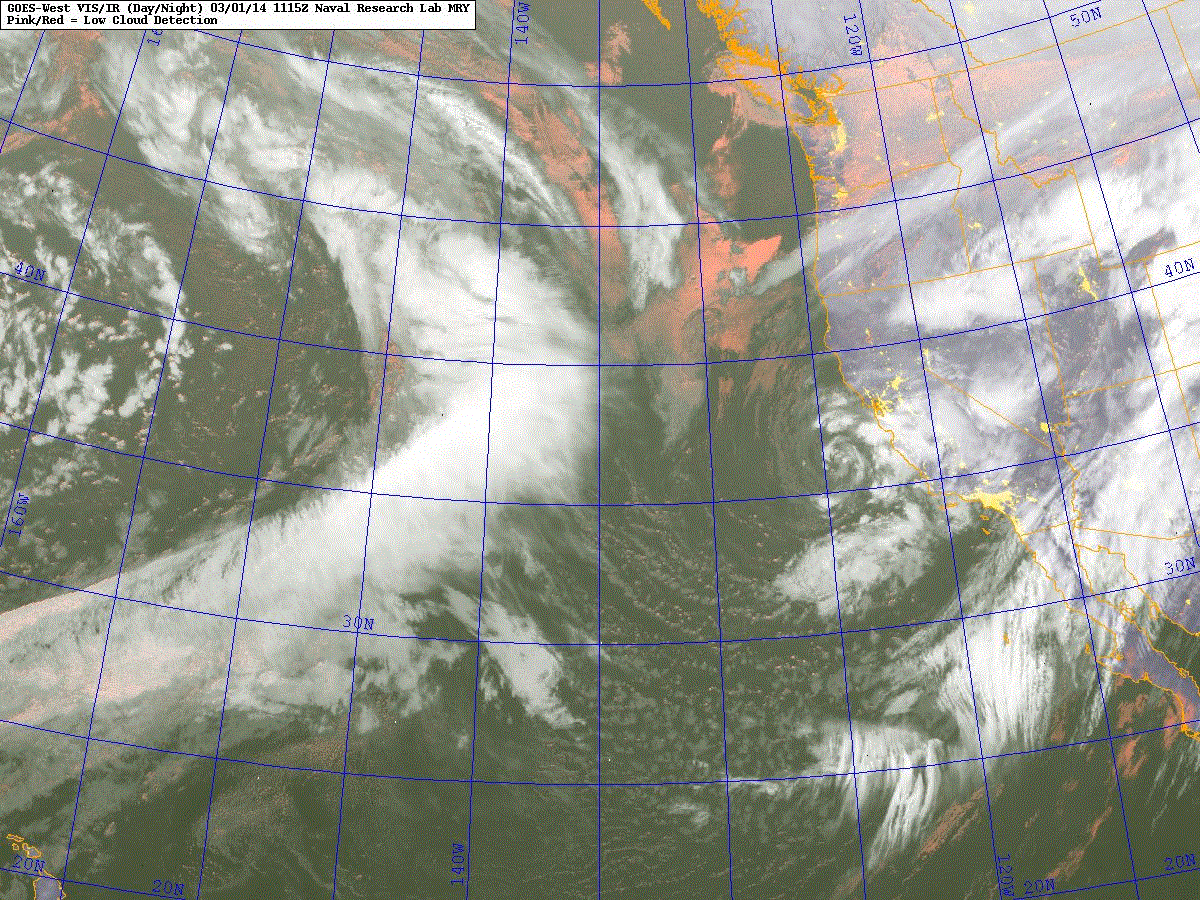 GOES-West VIS/IR (Day/Night) 03/01/14 1115Z Naval Research Lab MRY
Pink/Red = Low Cloud Detection
140W
120W
50N
40N
40N
160W
30N
30N
140W
120W
20N
20N
20N
20N